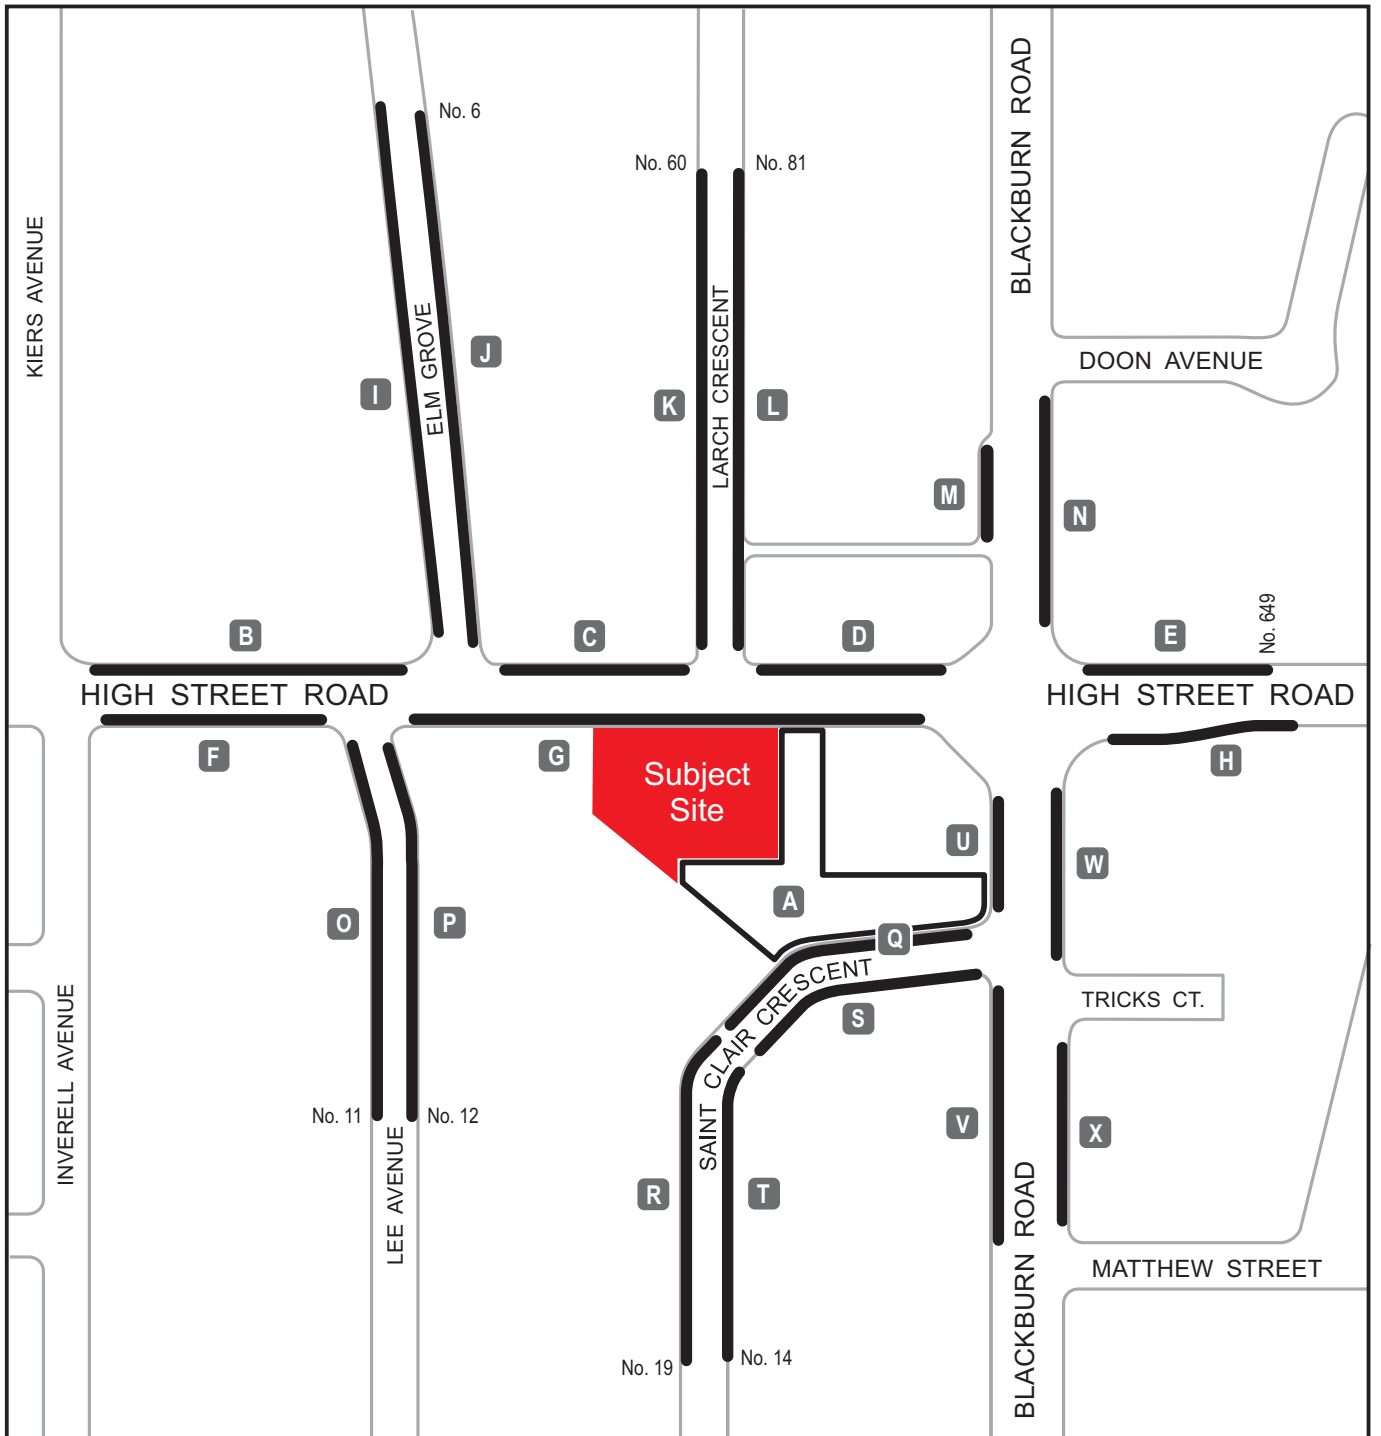 BLACKBURN ROAD
No. 6
No. 60
No. 81
KIERS AVENUE
ELM GROVE
LARCH CRESCENT
DOON AVENUE
J
I
K
L
M
N
No. 649
B
C
D
E
HIGH STREET ROAD
HIGH STREET ROAD
F
G
H
Subject
Site
U
W
A
O
P
Q
SAINT CLAIR CRESCENT
S
TRICKS CT.
INVERELL AVENUE
No. 11
No. 12
LEE AVENUE
V
X
R
T
BLACKBURN ROAD
MATTHEW STREET
No. 19
No. 14